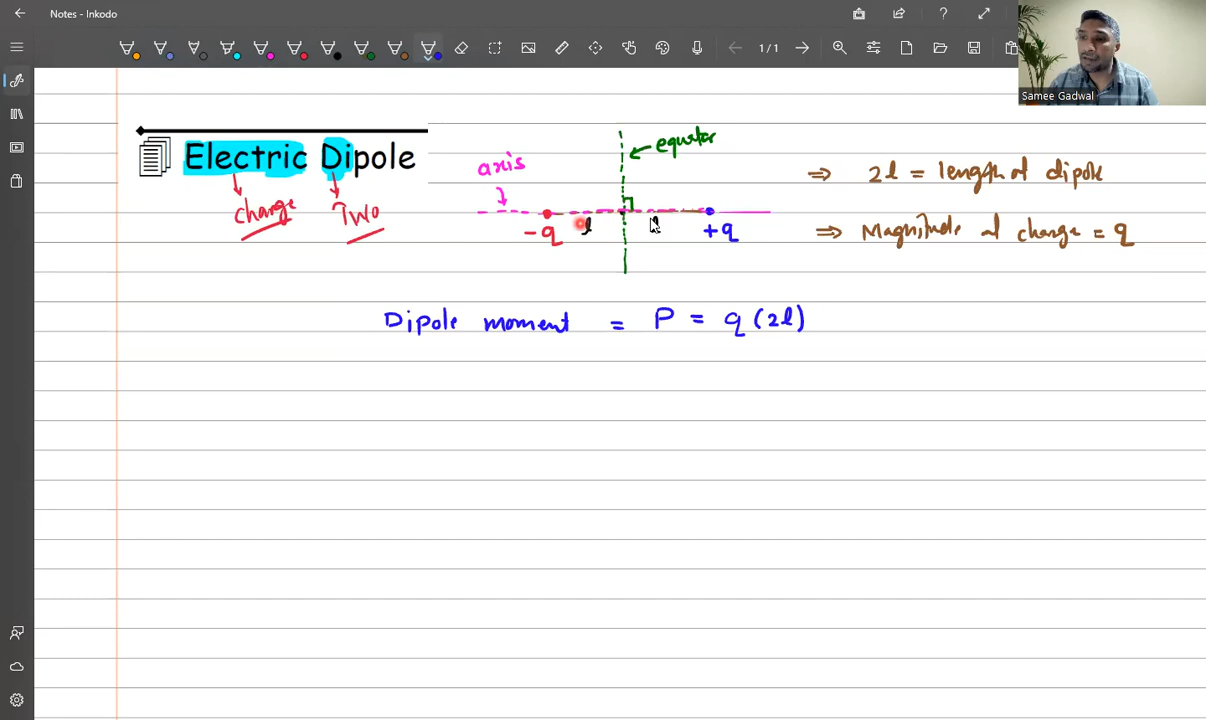 Notes - Inkodo
1/1
Samee Gadwal
Electric Dipole
charge
Two
axis
equator
-q
l
l
+q
⇒ 2l = length of dipole
⇒ Magnitude of charge = q
Dipole moment = P = q (2l)